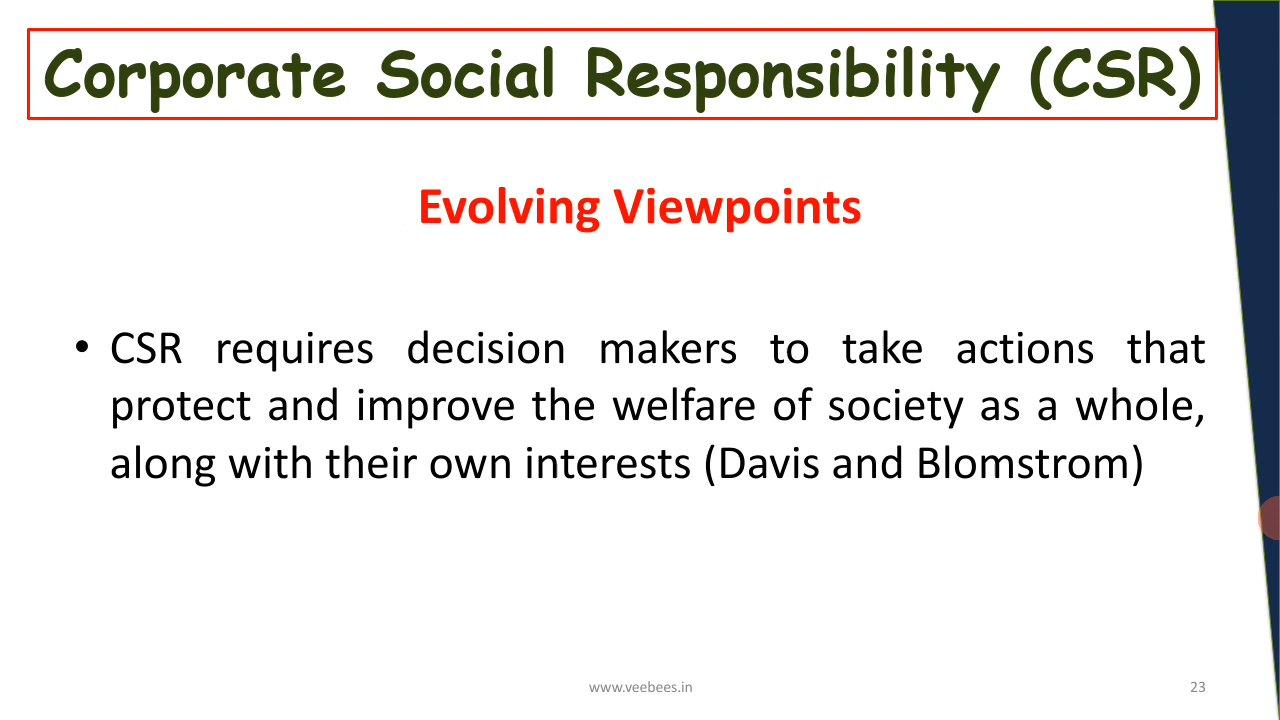 Corporate Social Responsibility (CSR)
Evolving Viewpoints
• CSR requires decision makers to take actions that
protect and improve the welfare of society as a whole,
along with their own interests (Davis and Blomstrom)
www.veebees.in
23